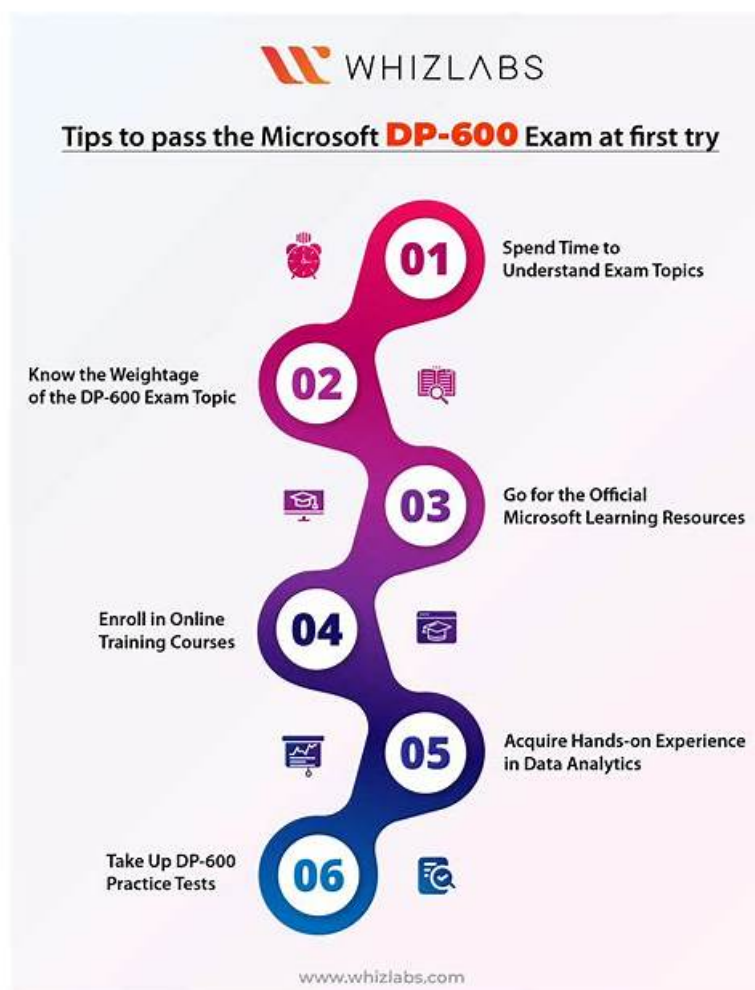 WHIZLABS
Tips to pass the Microsoft DP-600 Exam at first try
01
Spend Time to
Understand Exam Topics
Know the Weightage
of the DP-600 Exam Topic
02
03
Go for the Official
Microsoft Learning Resources
Enroll in Online
Training Courses
04
05
Acquire Hands-on Experience
in Data Analytics
Take Up DP-600
Practice Tests
06
www.whizlabs.com